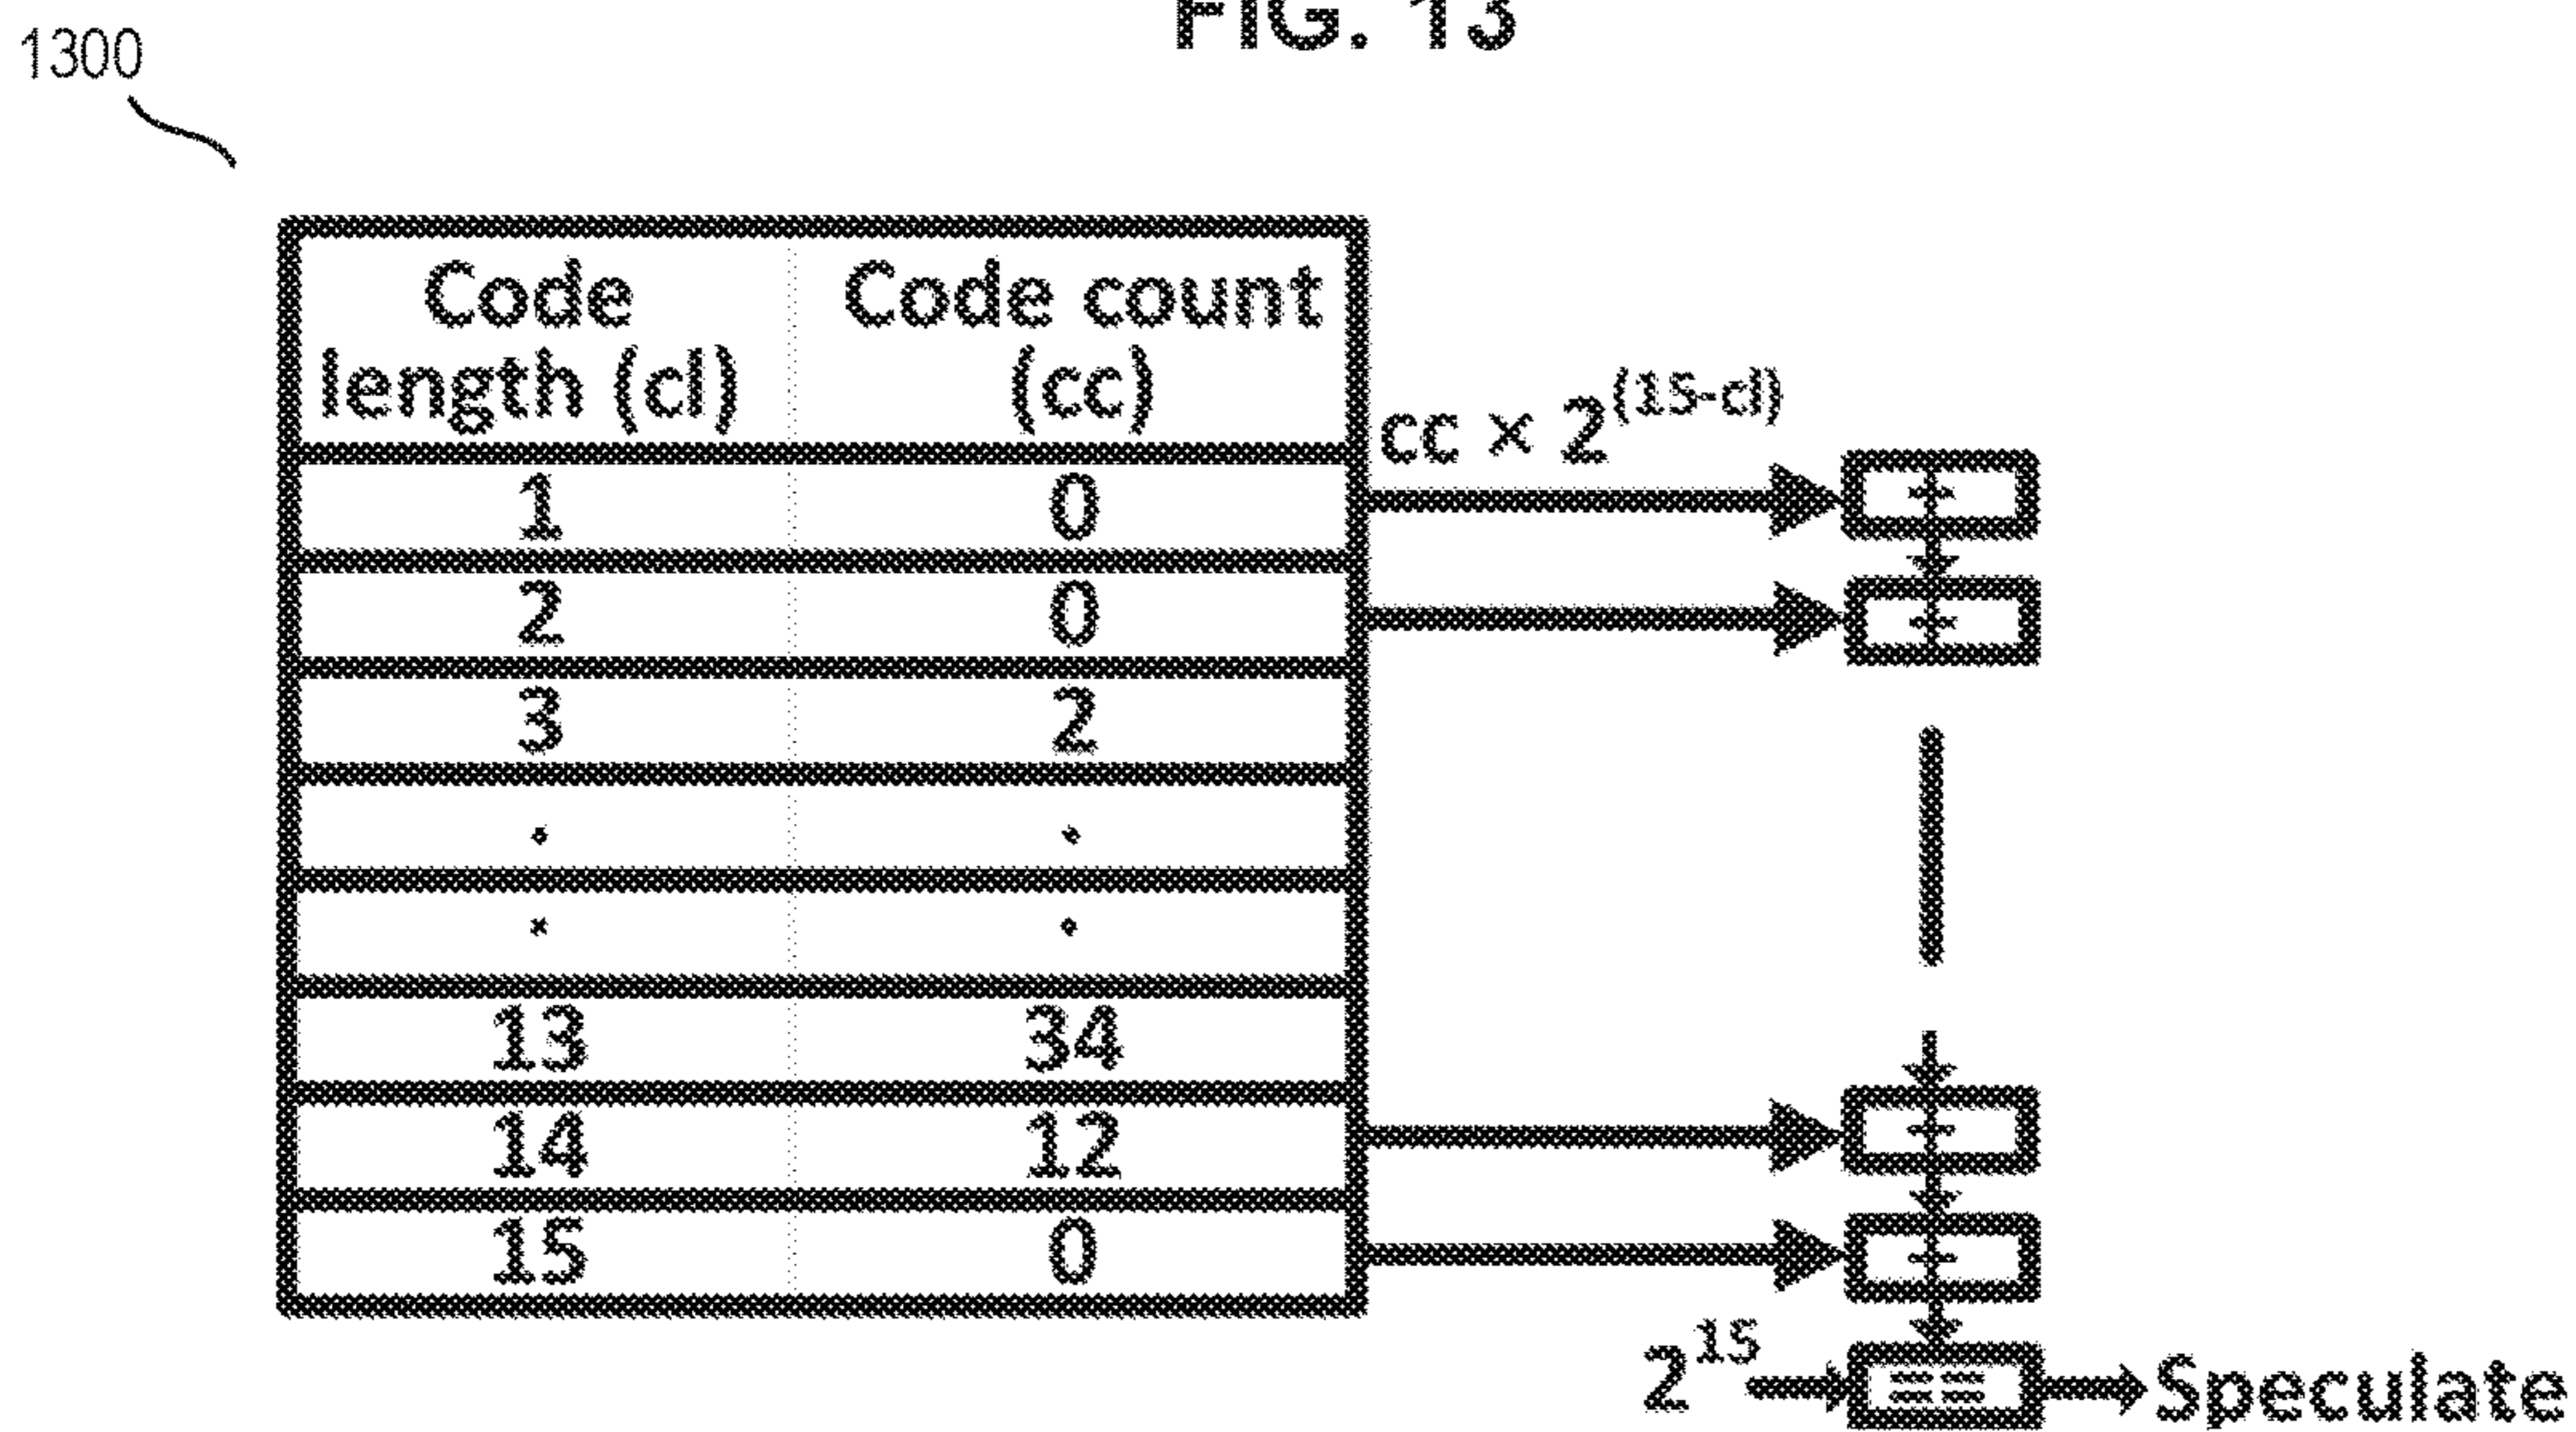 FIG. 13
1300
Code length (cl) Code count (cc)
cc × 2^(15-cl)
1 0 +
2 0 +
3 2
. .
. .
13 34
14 12 +
15 0 +
2^15 == Speculate